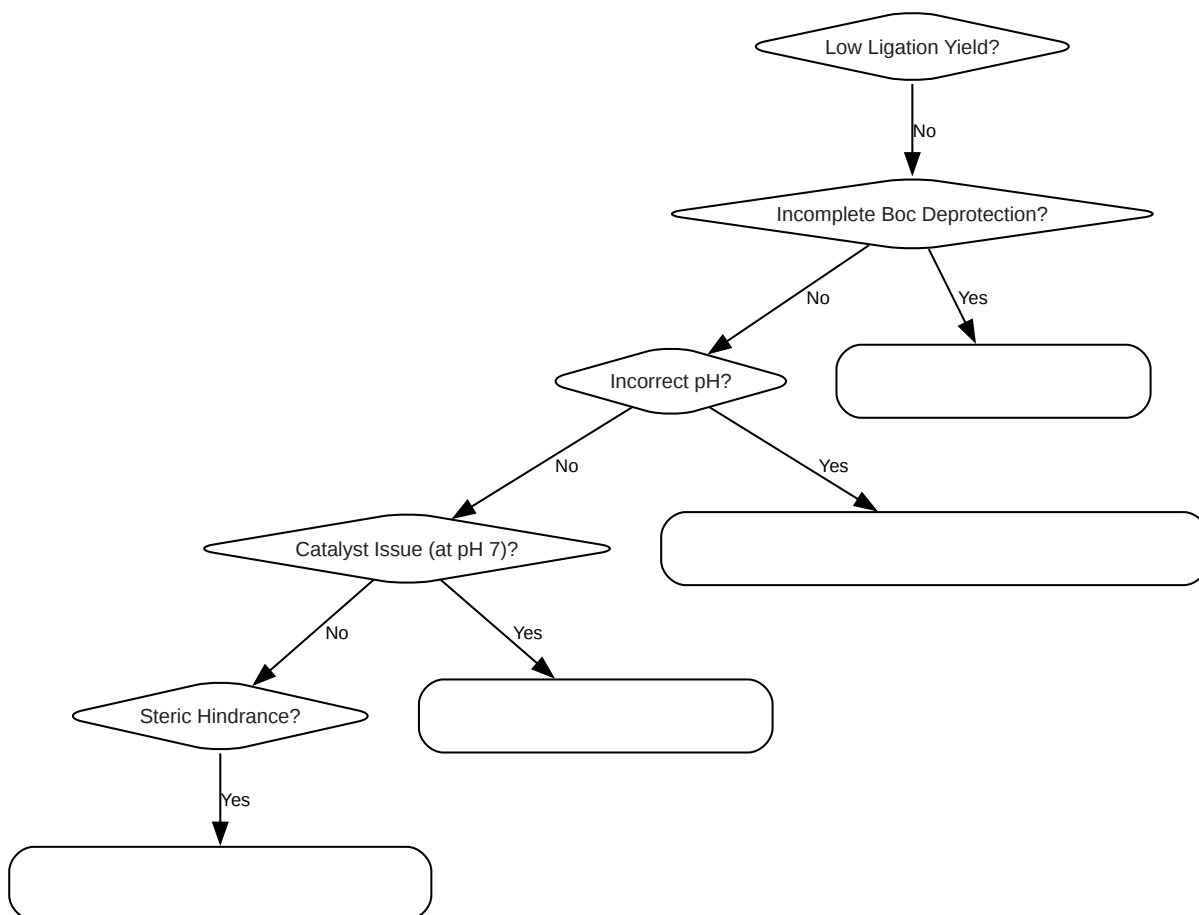 Low Ligation Yield?
No
Incomplete Boc Deprotection?
No
Yes
Incorrect pH?
No
Yes
Catalyst Issue (at pH 7)?
No
Yes
Steric Hindrance?
Yes